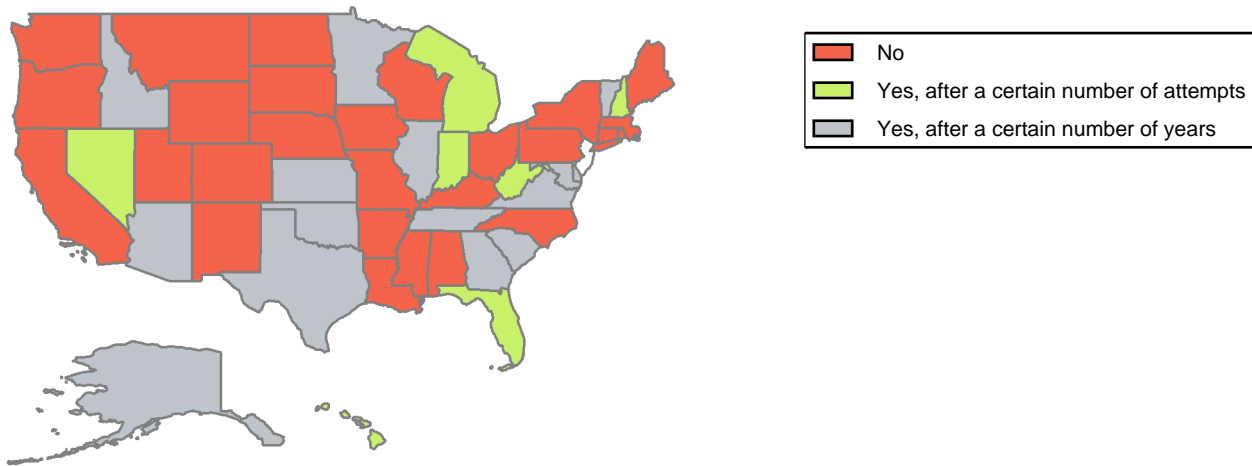 No
Yes, after a certain number of attempts
Yes, after a certain number of years